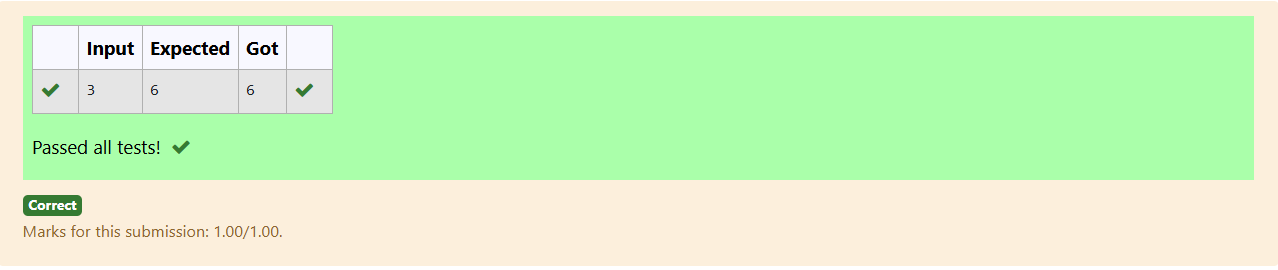 Input Expected Got
3 6 6
Passed all tests!
Correct
Marks for this submission: 1.00/1.00.